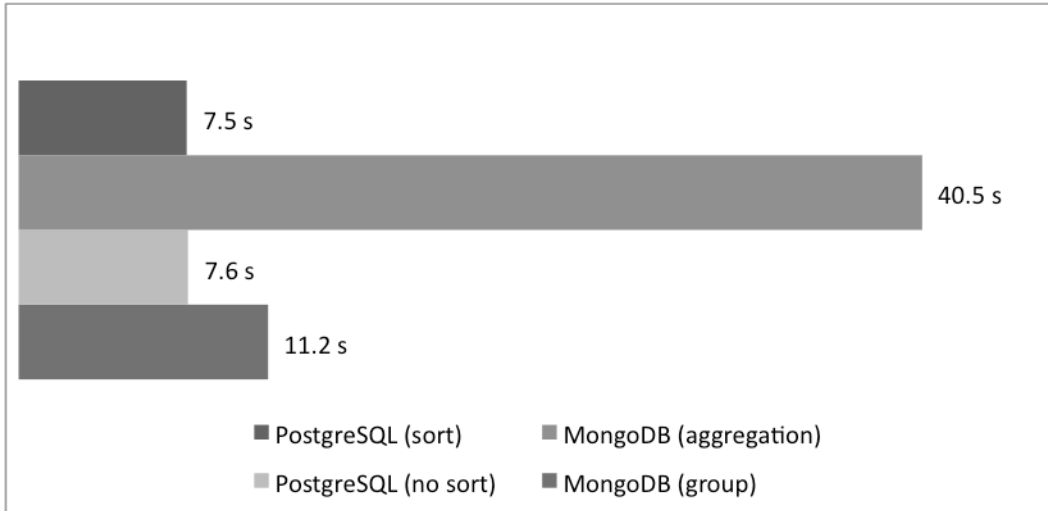 7.5 s
40.5 s
7.6 s
11.2 s
PostgreSQL (sort) MongoDB (aggregation)
PostgreSQL (no sort) MongoDB (group)